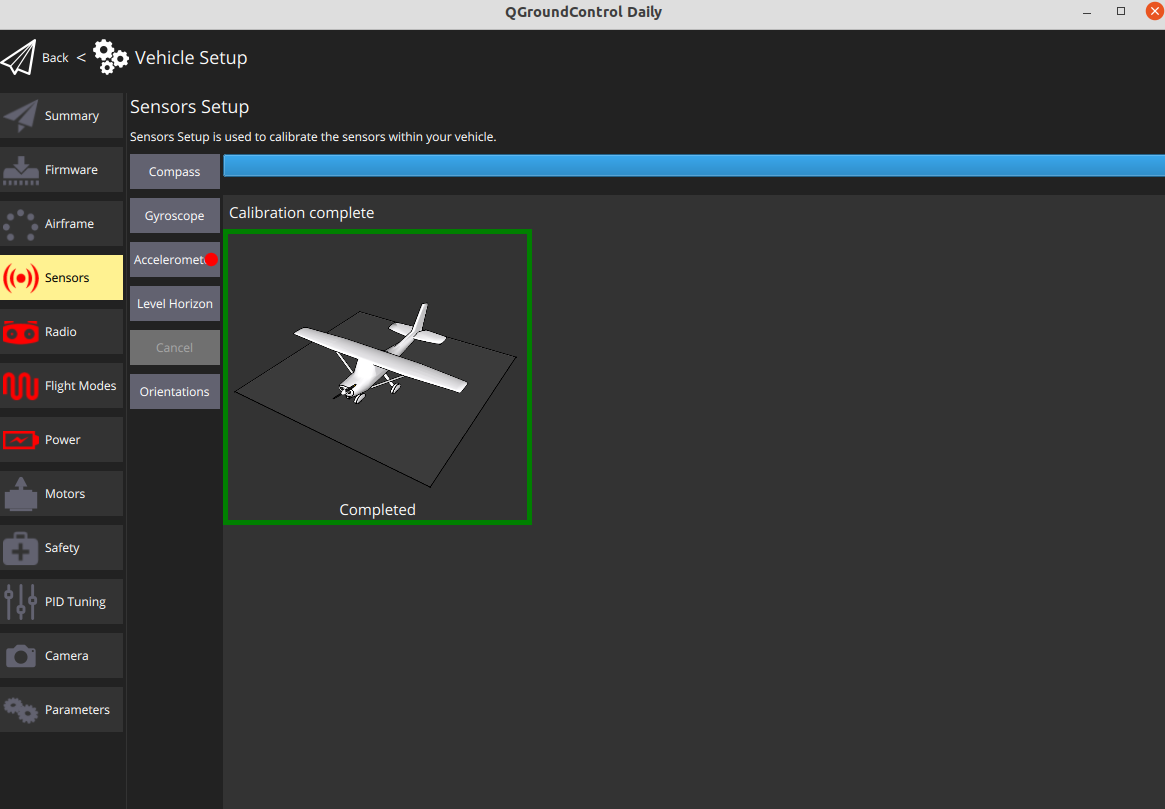 QGroundControl Daily
Back < Vehicle Setup
Summary
Firmware
Airframe
Sensors
Radio
Flight Modes
Power
Motors
Safety
PID Tuning
Camera
Parameters
Sensors Setup
Sensors Setup is used to calibrate the sensors within your vehicle.
Compass
Gyroscope
Acceleromet
Level Horizon
Cancel
Orientations
Calibration complete
Completed